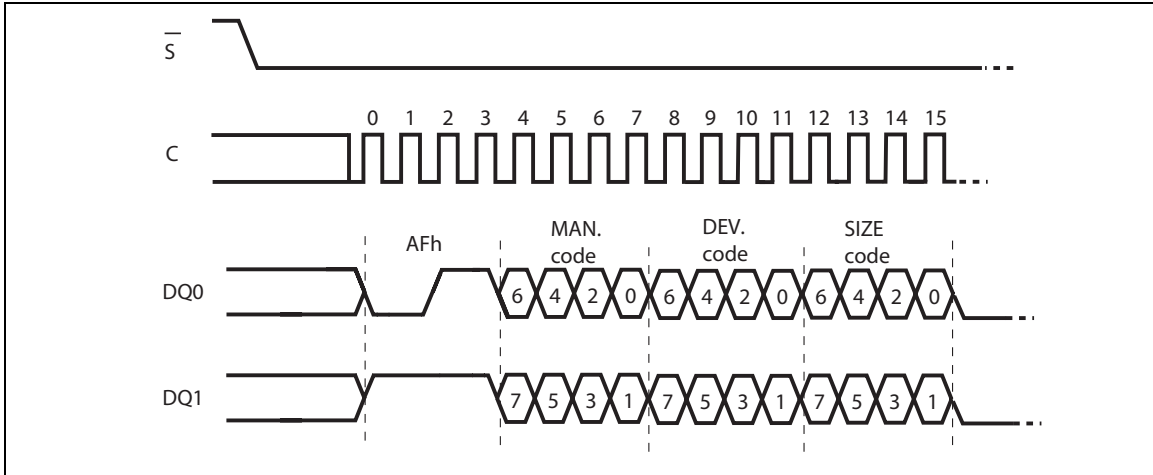 S
0 1 2 3 4 5 6 7 8 9 10 11 12 13 14 15
C
AFh
MAN.
code
DEV.
code
SIZE
code
DQ0
6 4 2 0 6 4 2 0 6 4 2 0
DQ1
7 5 3 1 7 5 3 1 7 5 3 1